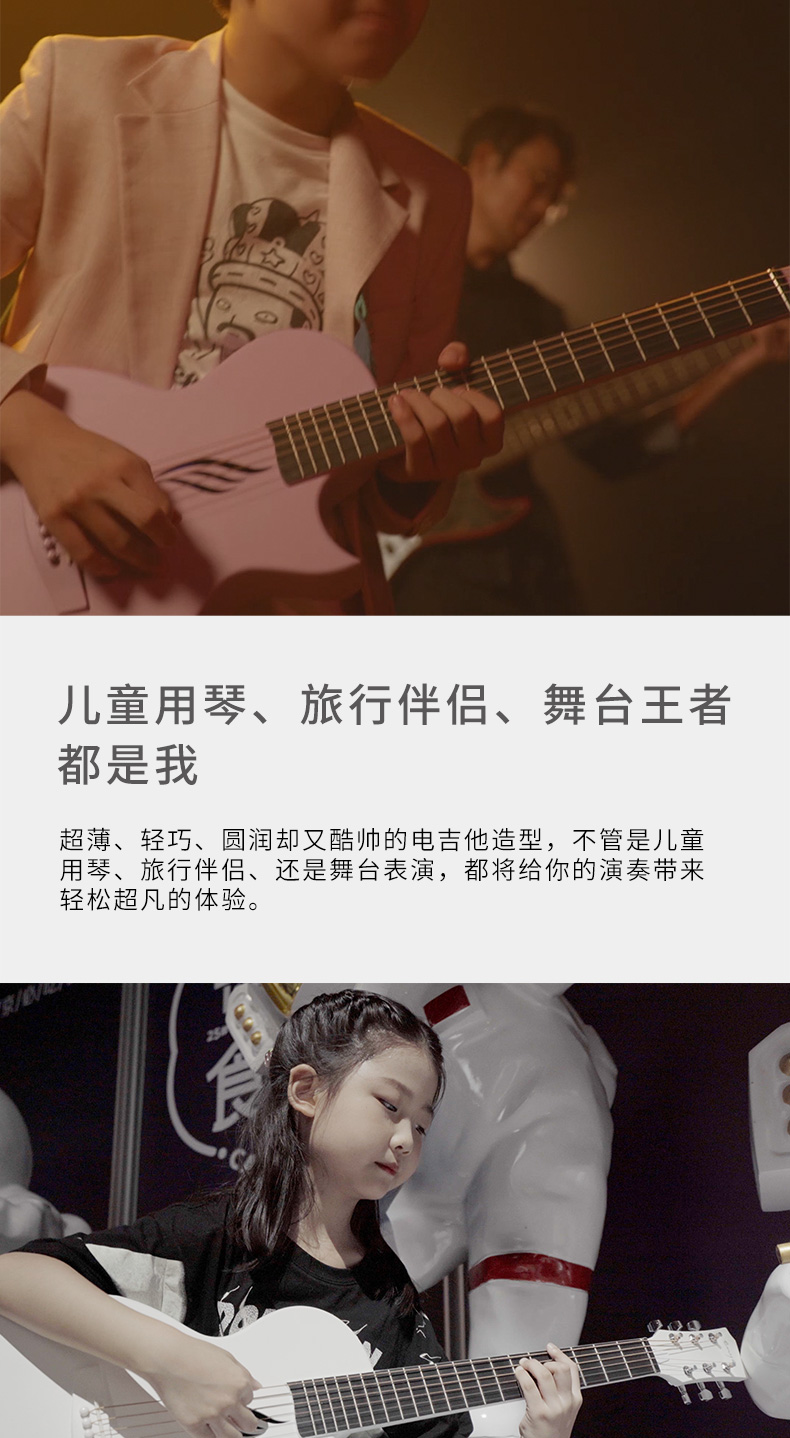 儿童用琴、旅行伴侣、舞台王者
都是我
超薄、轻巧、圆润却又酷帅的电吉他造型，不管是儿童
用琴、旅行伴侣、还是舞台表演，都将给你的演奏带来
轻松超凡的体验。
食